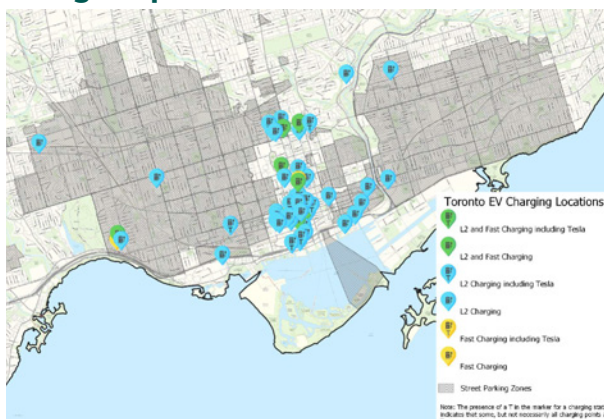 Toronto EV Charging Locations
L2 and Fast Charging including Tesla
L2 and Fast Charging
L2 Charging including Tesla
L2 Charging
Fast Charging including Tesla
Fast Charging
Street Parking Zones
Note: The presence of a T in the marker for a charging
indicates that some, but not necessarily all charging points